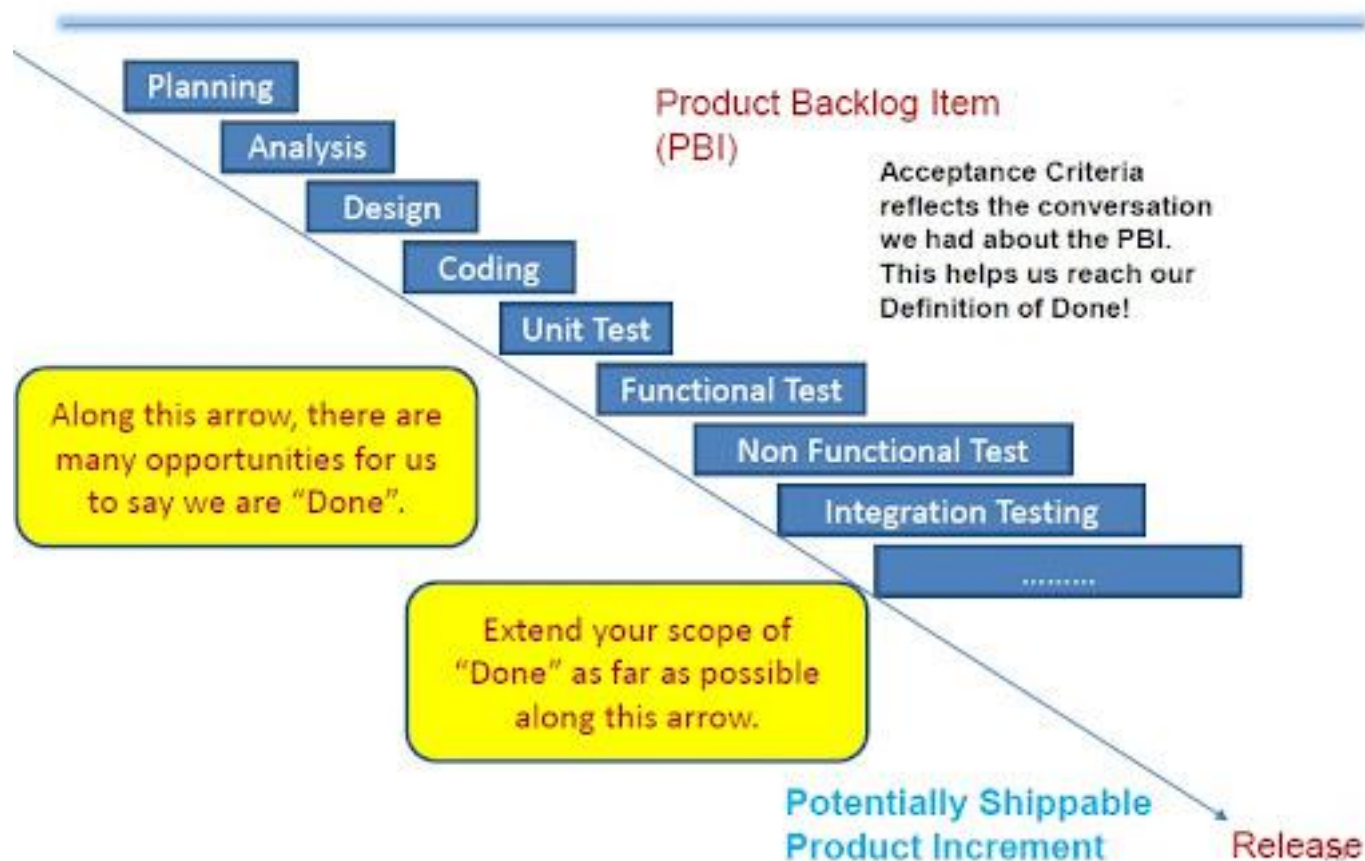 Planning
Analysis
Design
Coding
Unit Test
Functional Test
Non Functional Test
Integration Testing
.........
Product Backlog Item
(PBI)
Acceptance Criteria
reflects the conversation
we had about the PBI.
This helps us reach our
Definition of Done!
Along this arrow, there are
many opportunities for us
to say we are “Done”.
Extend your scope of
“Done” as far as possible
along this arrow.
Potentially Shippable
Product Increment
Release